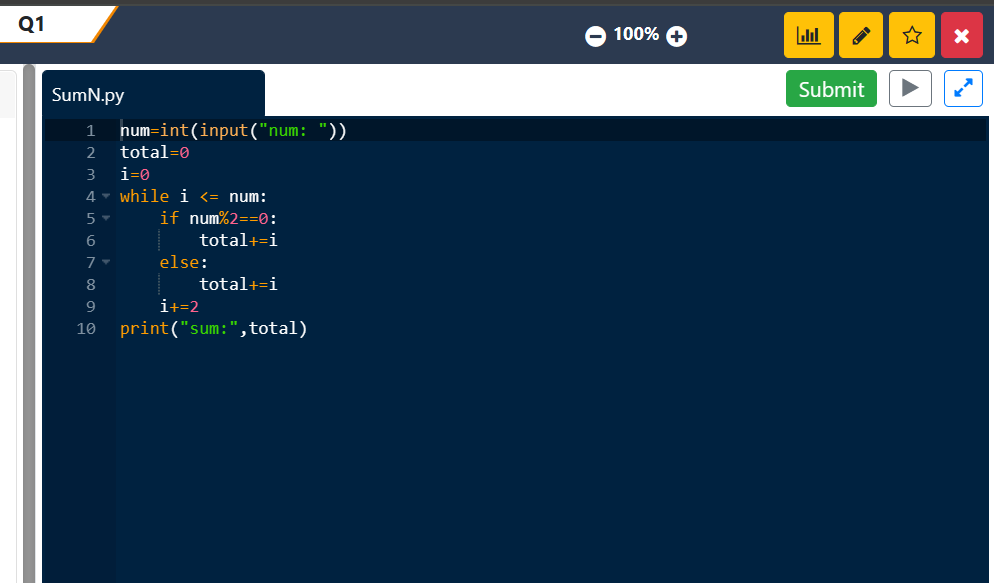 Q1
100%
SumN.py
Submit
1 num=int(input("num: "))
2 total=0
3 i=0
4 while i <= num:
5     if num%2==0:
6         total+=i
7     else:
8         total+=i
9     i+=2
10 print("sum:",total)